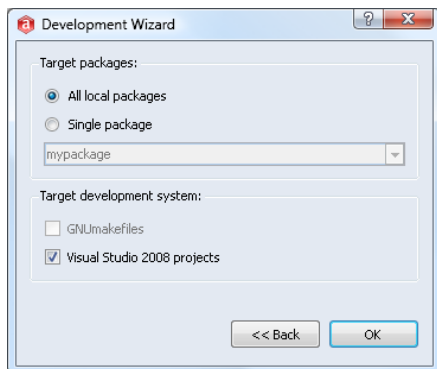 Development Wizard
Target packages:
All local packages
Single package
mypackage
Target development system:
GNUmakefiles
Visual Studio 2008 projects
<< Back
OK